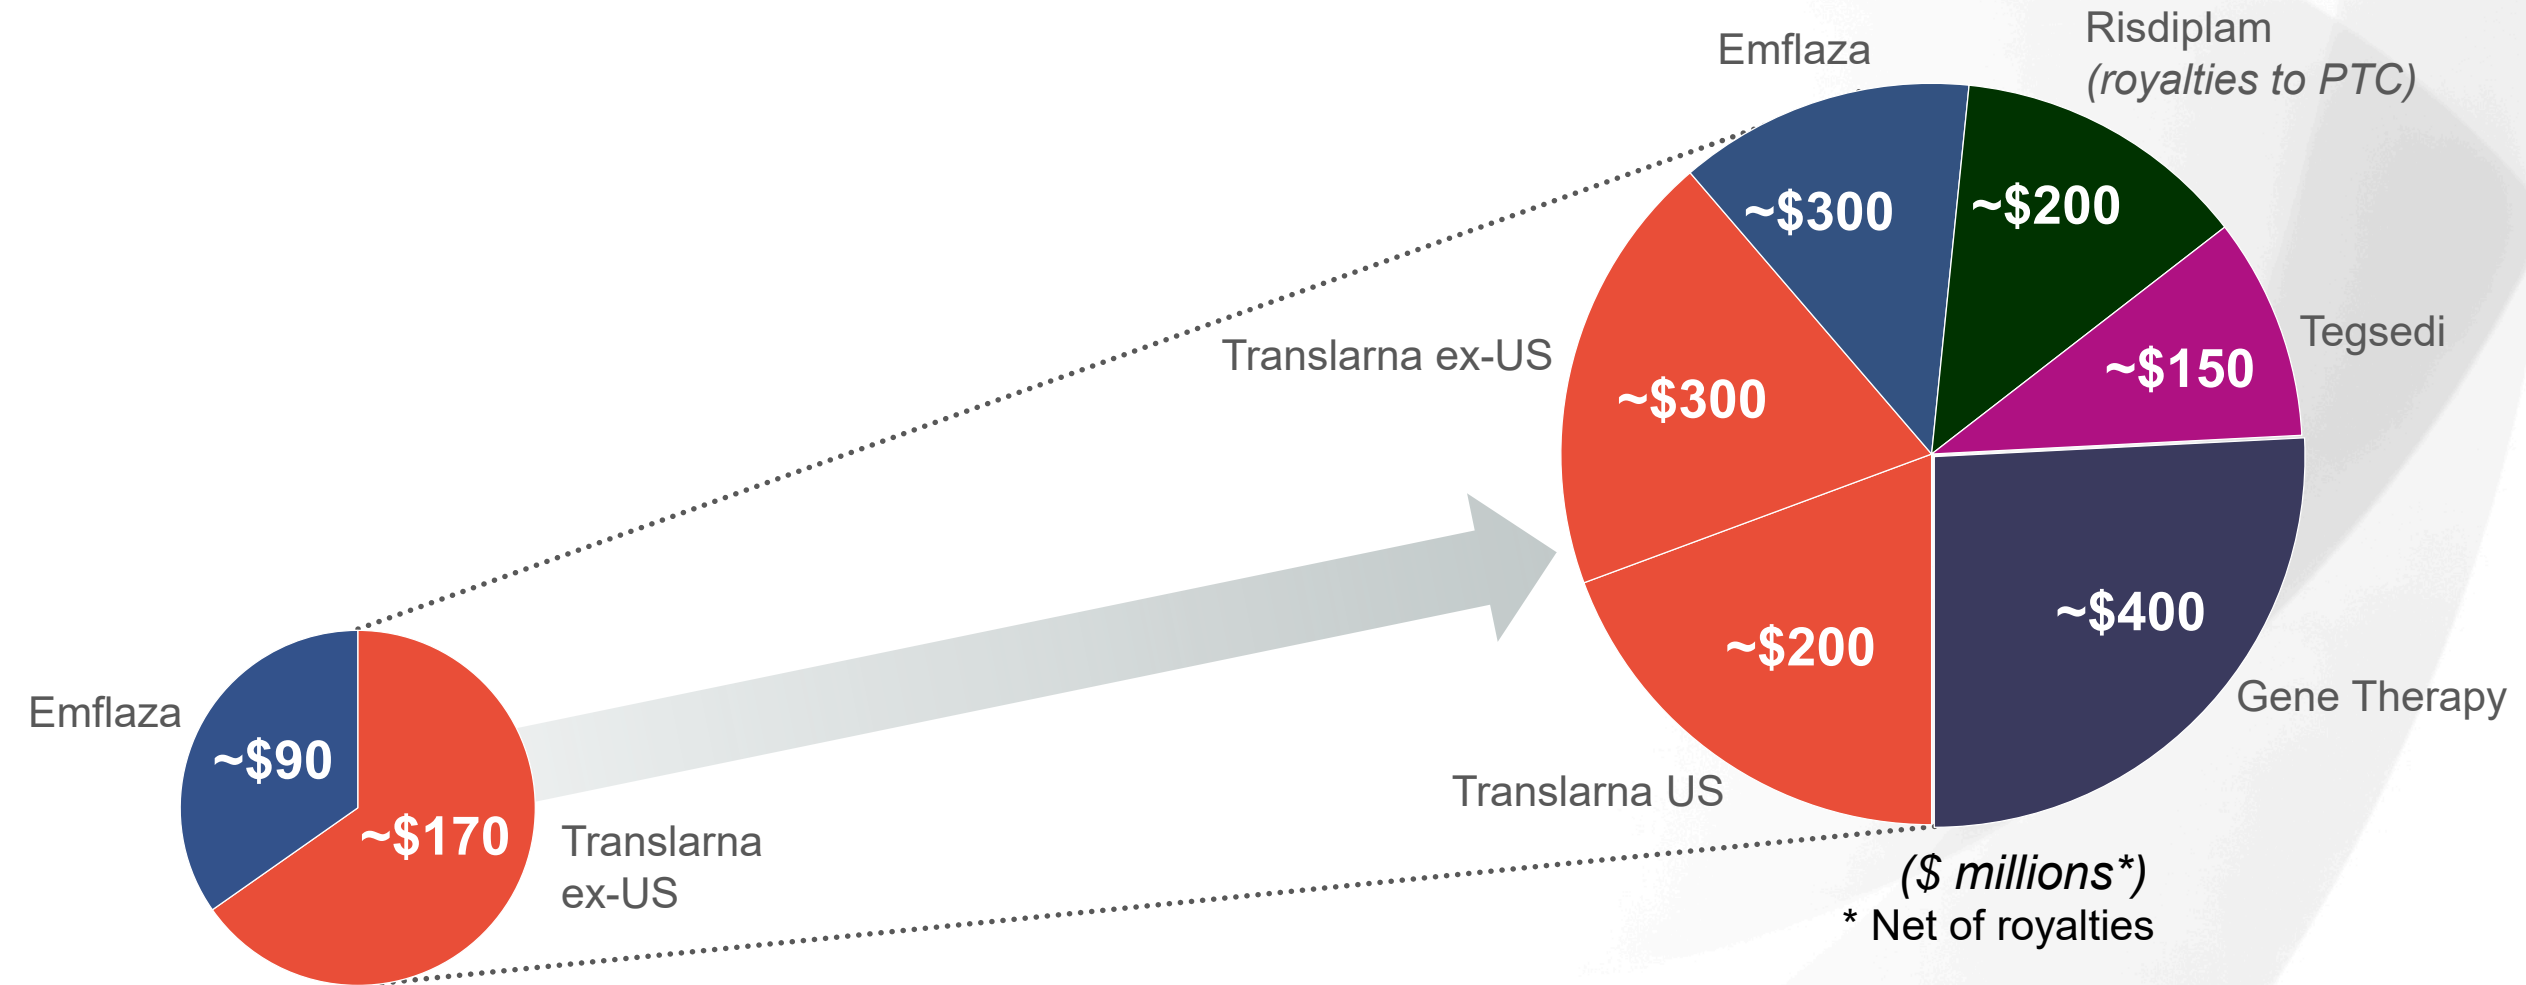 Emflaza
~$90
~$170
Translarna
ex-US
Emflaza
Risdiplam
(royalties to PTC)
~$300
~$200
Translarna ex-US
Tegsedi
~$300
~$150
~$200
~$400
Translarna US
Gene Therapy
($ millions*)
* Net of royalties